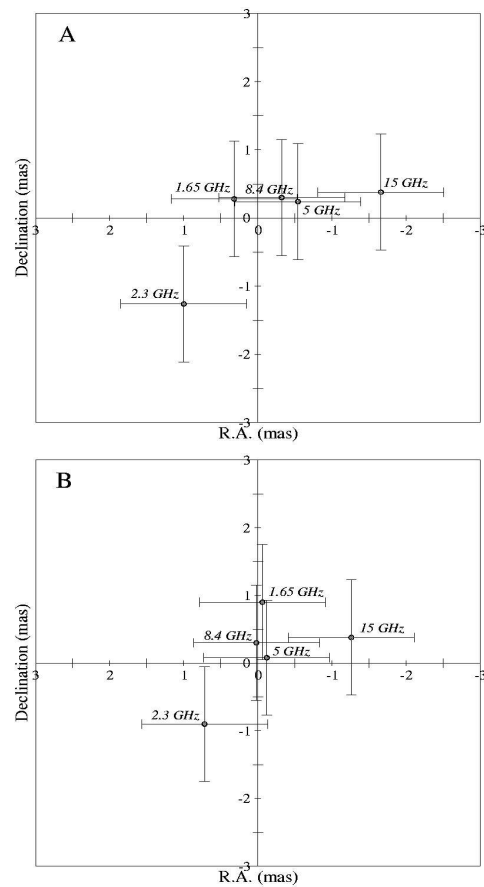 A
3
2
1
15 GHz
1.65 GHz
8.4 GHz
5 GHz
3
2
1
0
-1
-2
-3
2.3 GHz
-1
-2
-3
Declination (mas)
R.A. (mas)
B
3
2
1
1.65 GHz
15 GHz
8.4 GHz
5 GHz
3
2
1
0
-1
-2
-3
2.3 GHz
-1
-2
-3
Declination (mas)
R.A. (mas)